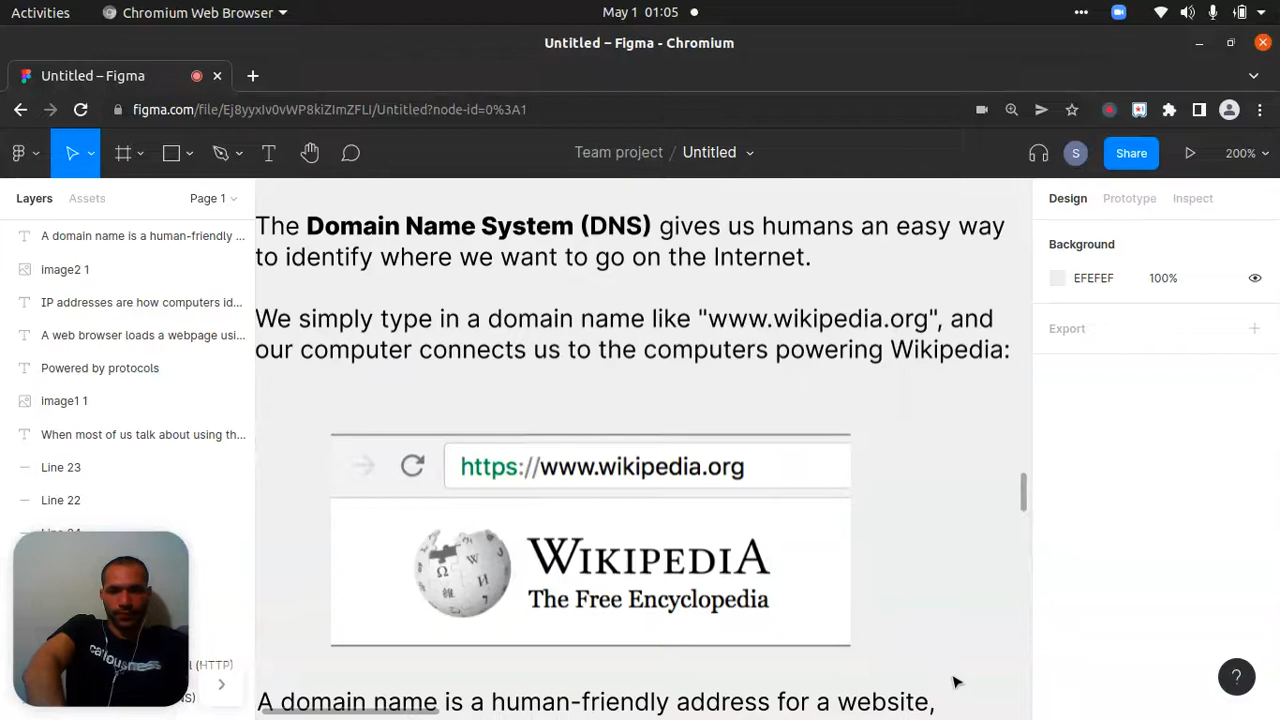 Activities
Chromium Web Browser
May 1 01:05
Untitled – Figma - Chromium
Untitled – Figma
figma.com/file/Ej8yyxIv0vWP8kiZImZFLI/Untitled?node-id=0%3A1
Team project / Untitled
Share
200%
Layers
Assets
Page 1
Design
Prototype
Inspect
A domain name is a human-friendly ...
image2 1
IP addresses are how computers id...
A web browser loads a webpage usi...
Powered by protocols
image1 1
When most of us talk about using th...
Line 23
Line 22
(HTTP)
Background
EFEFEF
100%
Export
The Domain Name System (DNS) gives us humans an easy way
to identify where we want to go on the Internet.
We simply type in a domain name like "www.wikipedia.org", and
our computer connects us to the computers powering Wikipedia:
https://www.wikipedia.org
WIKIPEDIA
The Free Encyclopedia
A domain name is a human-friendly address for a website,
?